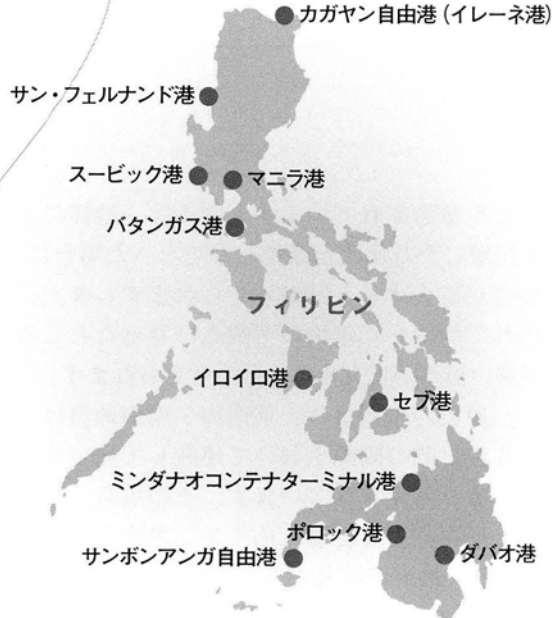 カガヤン自由港(イレーネ港)
サン・フェルナンド港
スービック港
マニラ港
バタンガス港
フィリピン
イロイロ港
セブ港
ミンダナオコンテナターミナル港
ポロック港
サンボンアンガ自由港
ダバオ港